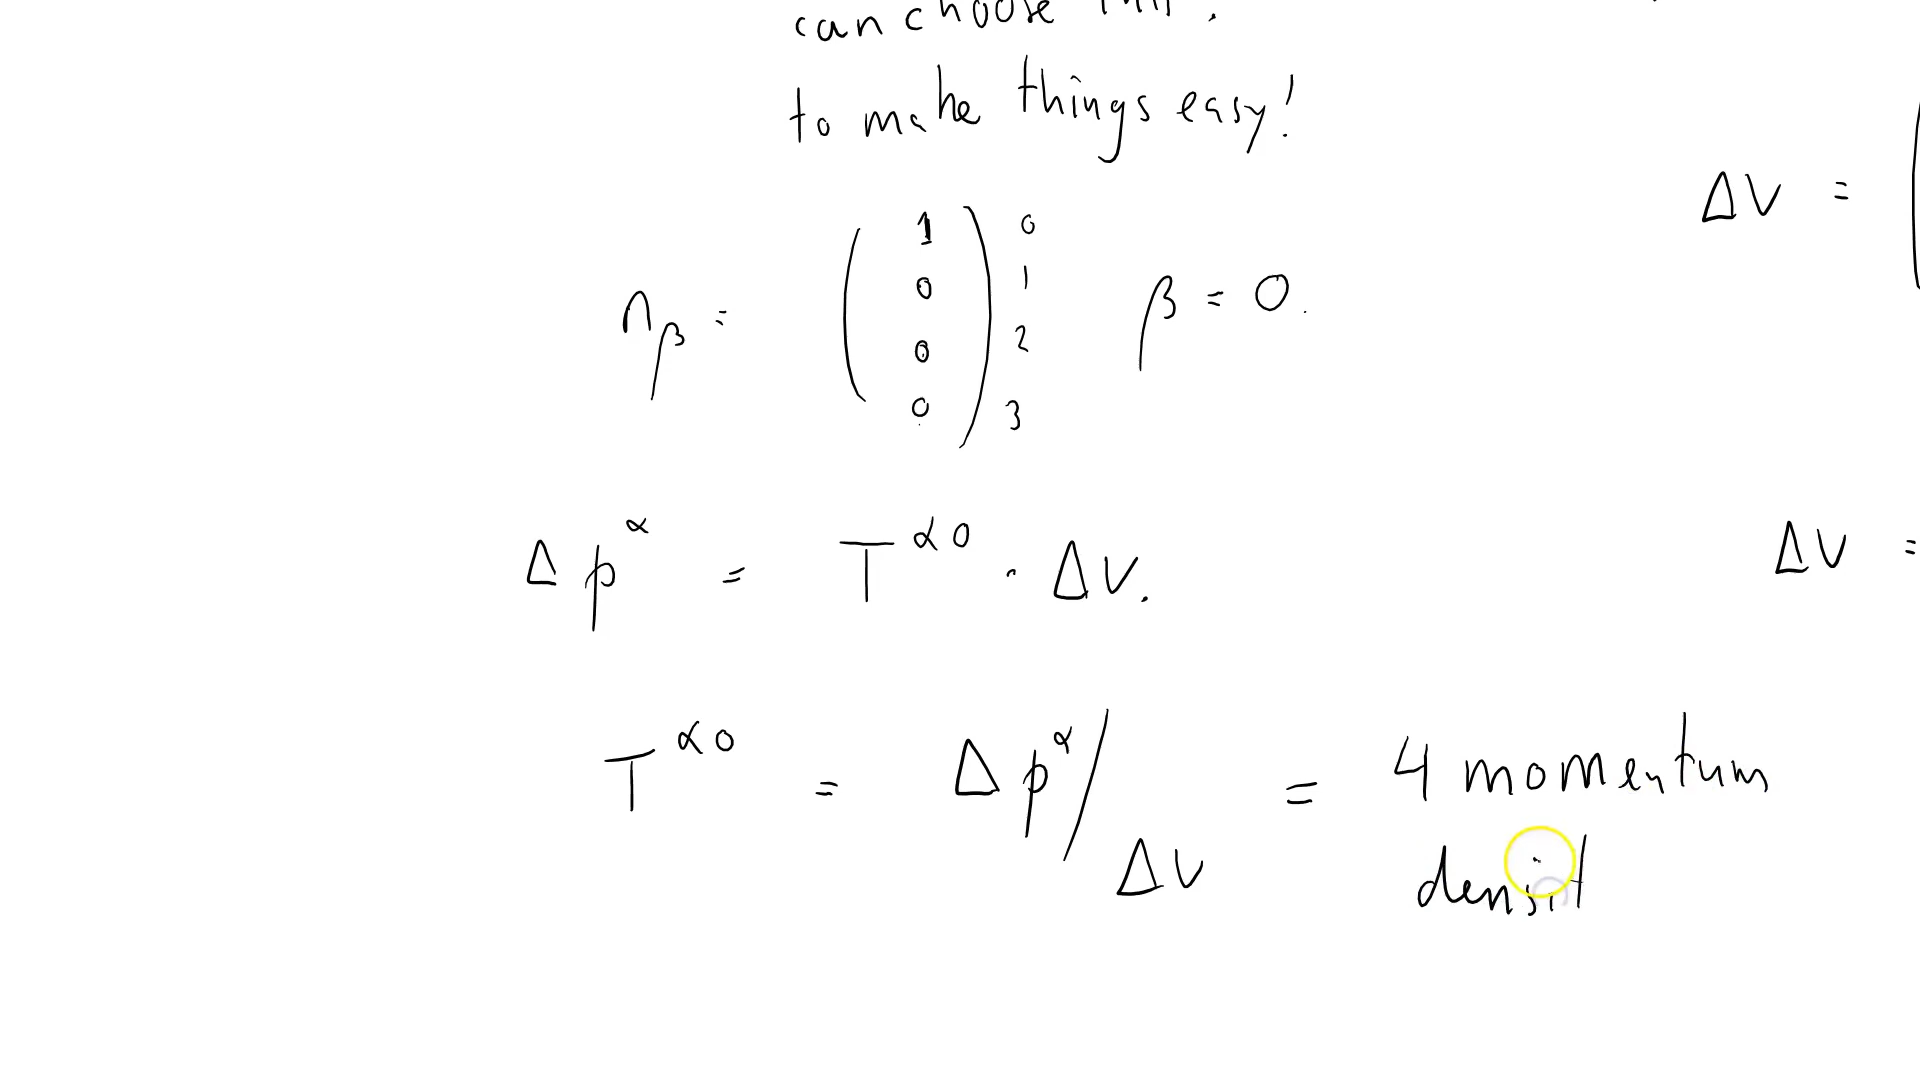 can choose this.
to make things easy!
ΔV =
n_β = (1 0 0 0) 0 1 2 3 β = 0.
Δp^α = T^{α0} · ΔV.
ΔV =
T^{α0} = Δp^α / ΔV = 4 momentum
densit